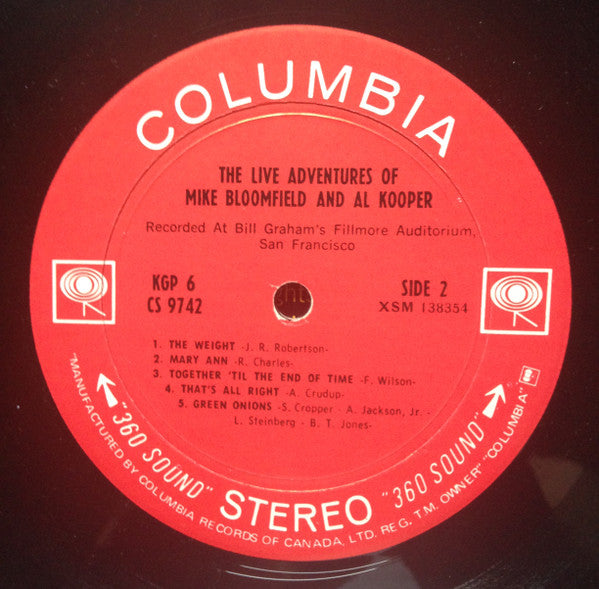 COLUMBIA
THE LIVE ADVENTURES OF
MIKE BLOOMFIELD AND AL KOOPER
Recorded At Bill Graham's Fillmore Auditorium,
San Francisco
KGP 6
CS 9742
SIDE 2
XSM 138354
1. THE WEIGHT -J. R. Robertson-
2. MARY ANN -R. Charles-
3. TOGETHER 'TIL THE END OF TIME -F. Wilson-
4. THAT'S ALL RIGHT -A. Crudup-
5. GREEN ONIONS -S. Cropper - A. Jackson, Jr. -
L. Steinberg - B. T. Jones-
"360 SOUND" STEREO "360 SOUND"
"MANUFACTURED BY COLUMBIA RECORDS OF CANADA, LTD. REG. T.M. OWNER" "COLUMBIA"